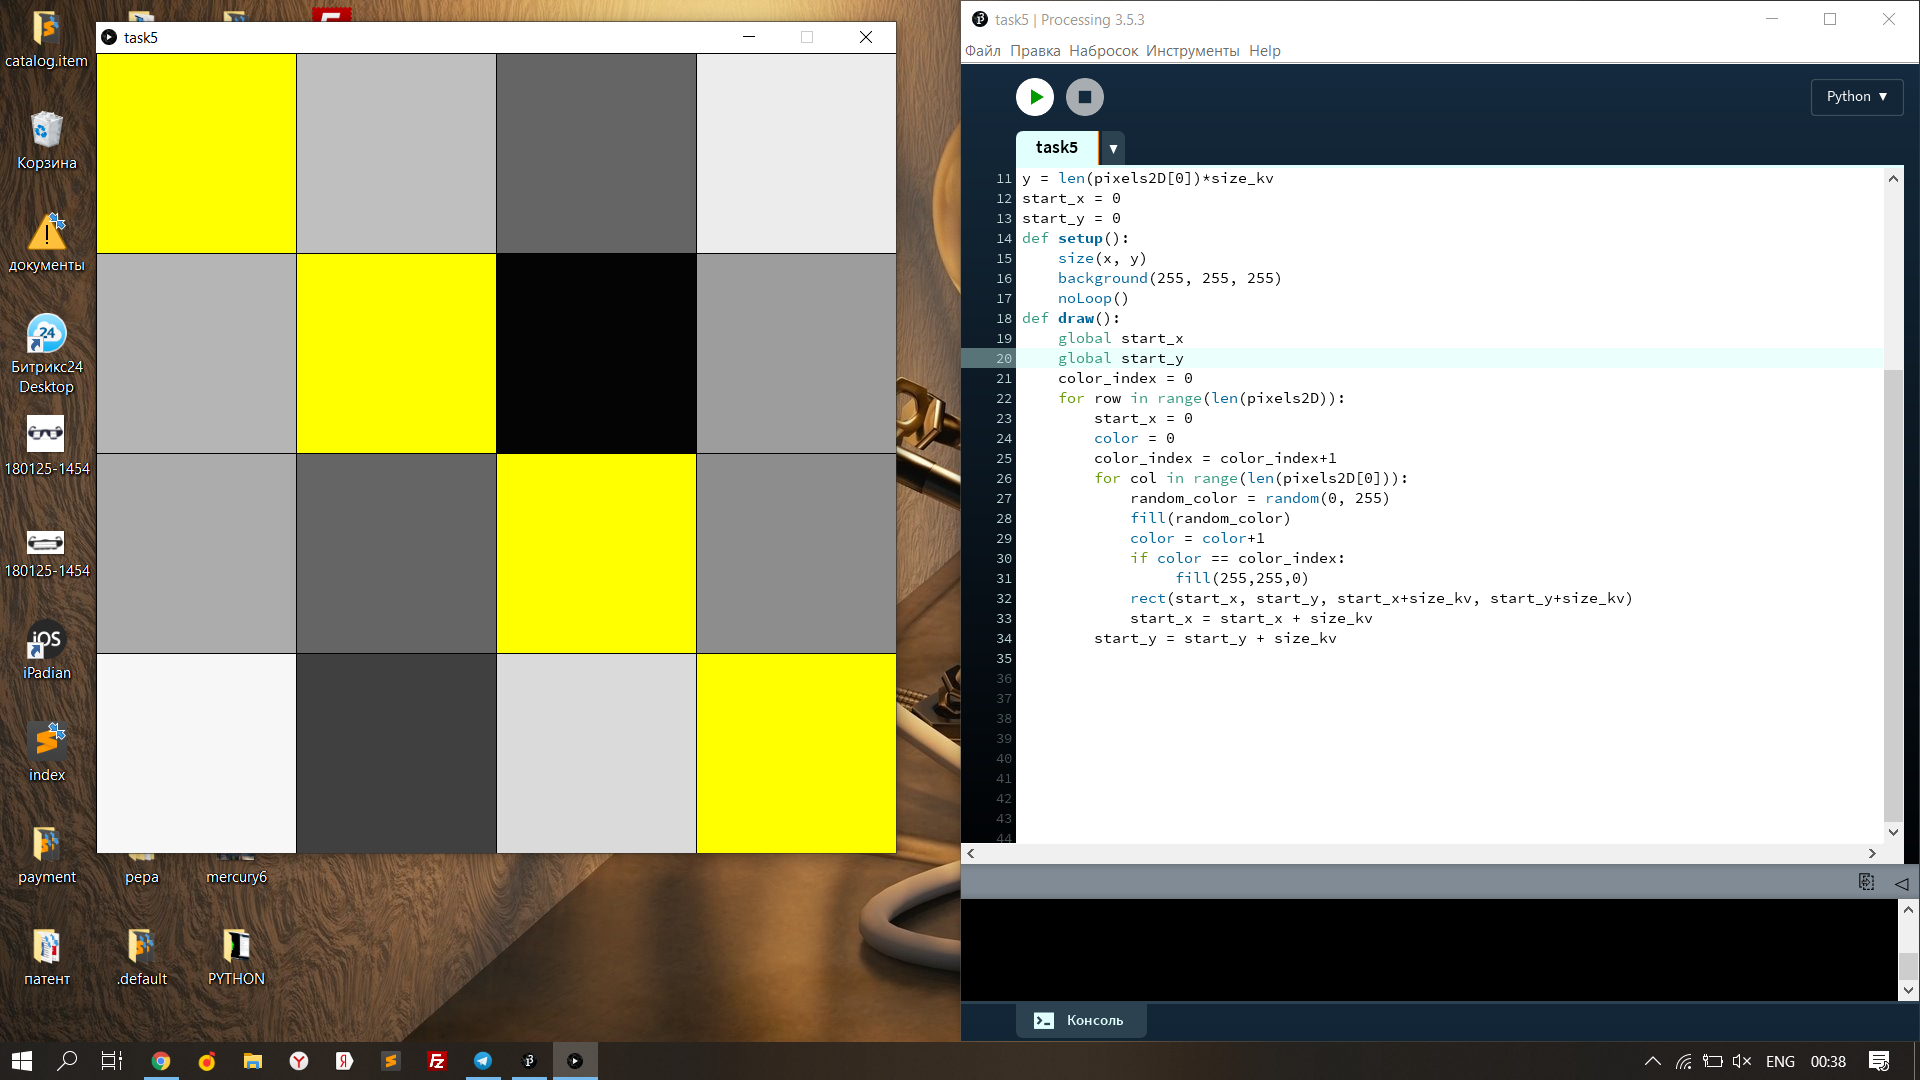 catalog.item
Корзина
документы
Битрикс24
Desktop
180125-1454
180125-1454
iPadian
index
payment
pepa
mercury6
патент
.default
PYTHON
task5
task5 | Processing 3.5.3
Файл Правка Набросок Инструменты Help
Python ▼
task5 ▼
11 y = len(pixels2D[0])*size_kv
12 start_x = 0
13 start_y = 0
14 def setup():
15     size(x, y)
16     background(255, 255, 255)
17     noLoop()
18 def draw():
19     global start_x
20     global start_y
21     color_index = 0
22     for row in range(len(pixels2D)):
23         start_x = 0
24         color = 0
25         color_index = color_index+1
26         for col in range(len(pixels2D[0])):
27             random_color = random(0, 255)
28             fill(random_color)
29             color = color+1
30             if color == color_index:
31                  fill(255,255,0)
32             rect(start_x, start_y, start_x+size_kv, start_y+size_kv)
33             start_x = start_x + size_kv
34         start_y = start_y + size_kv
35
36
37
38
39
40
41
42
43
44
Консоль
ENG 00:38